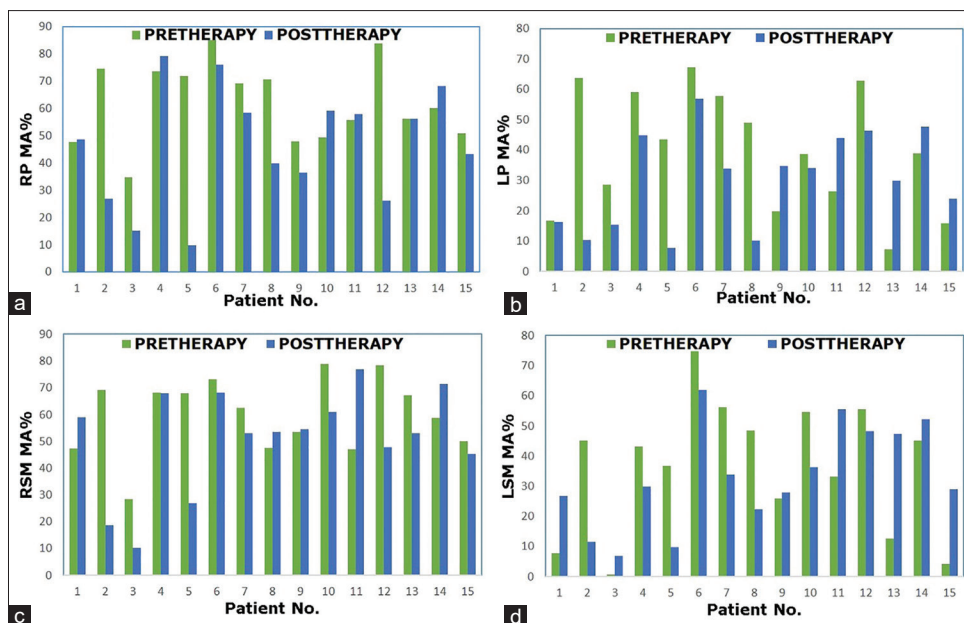 90
80
70
60
50
40
30
20
10
0
RP MA%
PRETHERAPY POSTTHERAPY
1 2 3 4 5 6 7 8 9 10 11 12 13 14 15
Patient No.
a
80
70
60
50
40
30
20
10
0
LP MA%
PRETHERAPY POSTTHERAPY
1 2 3 4 5 6 7 8 9 10 11 12 13 14 15
Patient No.
b
90
80
70
60
50
40
30
20
10
0
RSM MA%
PRETHERAPY POSTTHERAPY
1 2 3 4 5 6 7 8 9 10 11 12 13 14 15
Patient No.
c
80
70
60
50
40
30
20
10
0
LSM MA%
PRETHERAPY POSTTHERAPY
1 2 3 4 5 6 7 8 9 10 11 12 13 14 15
Patient No.
d